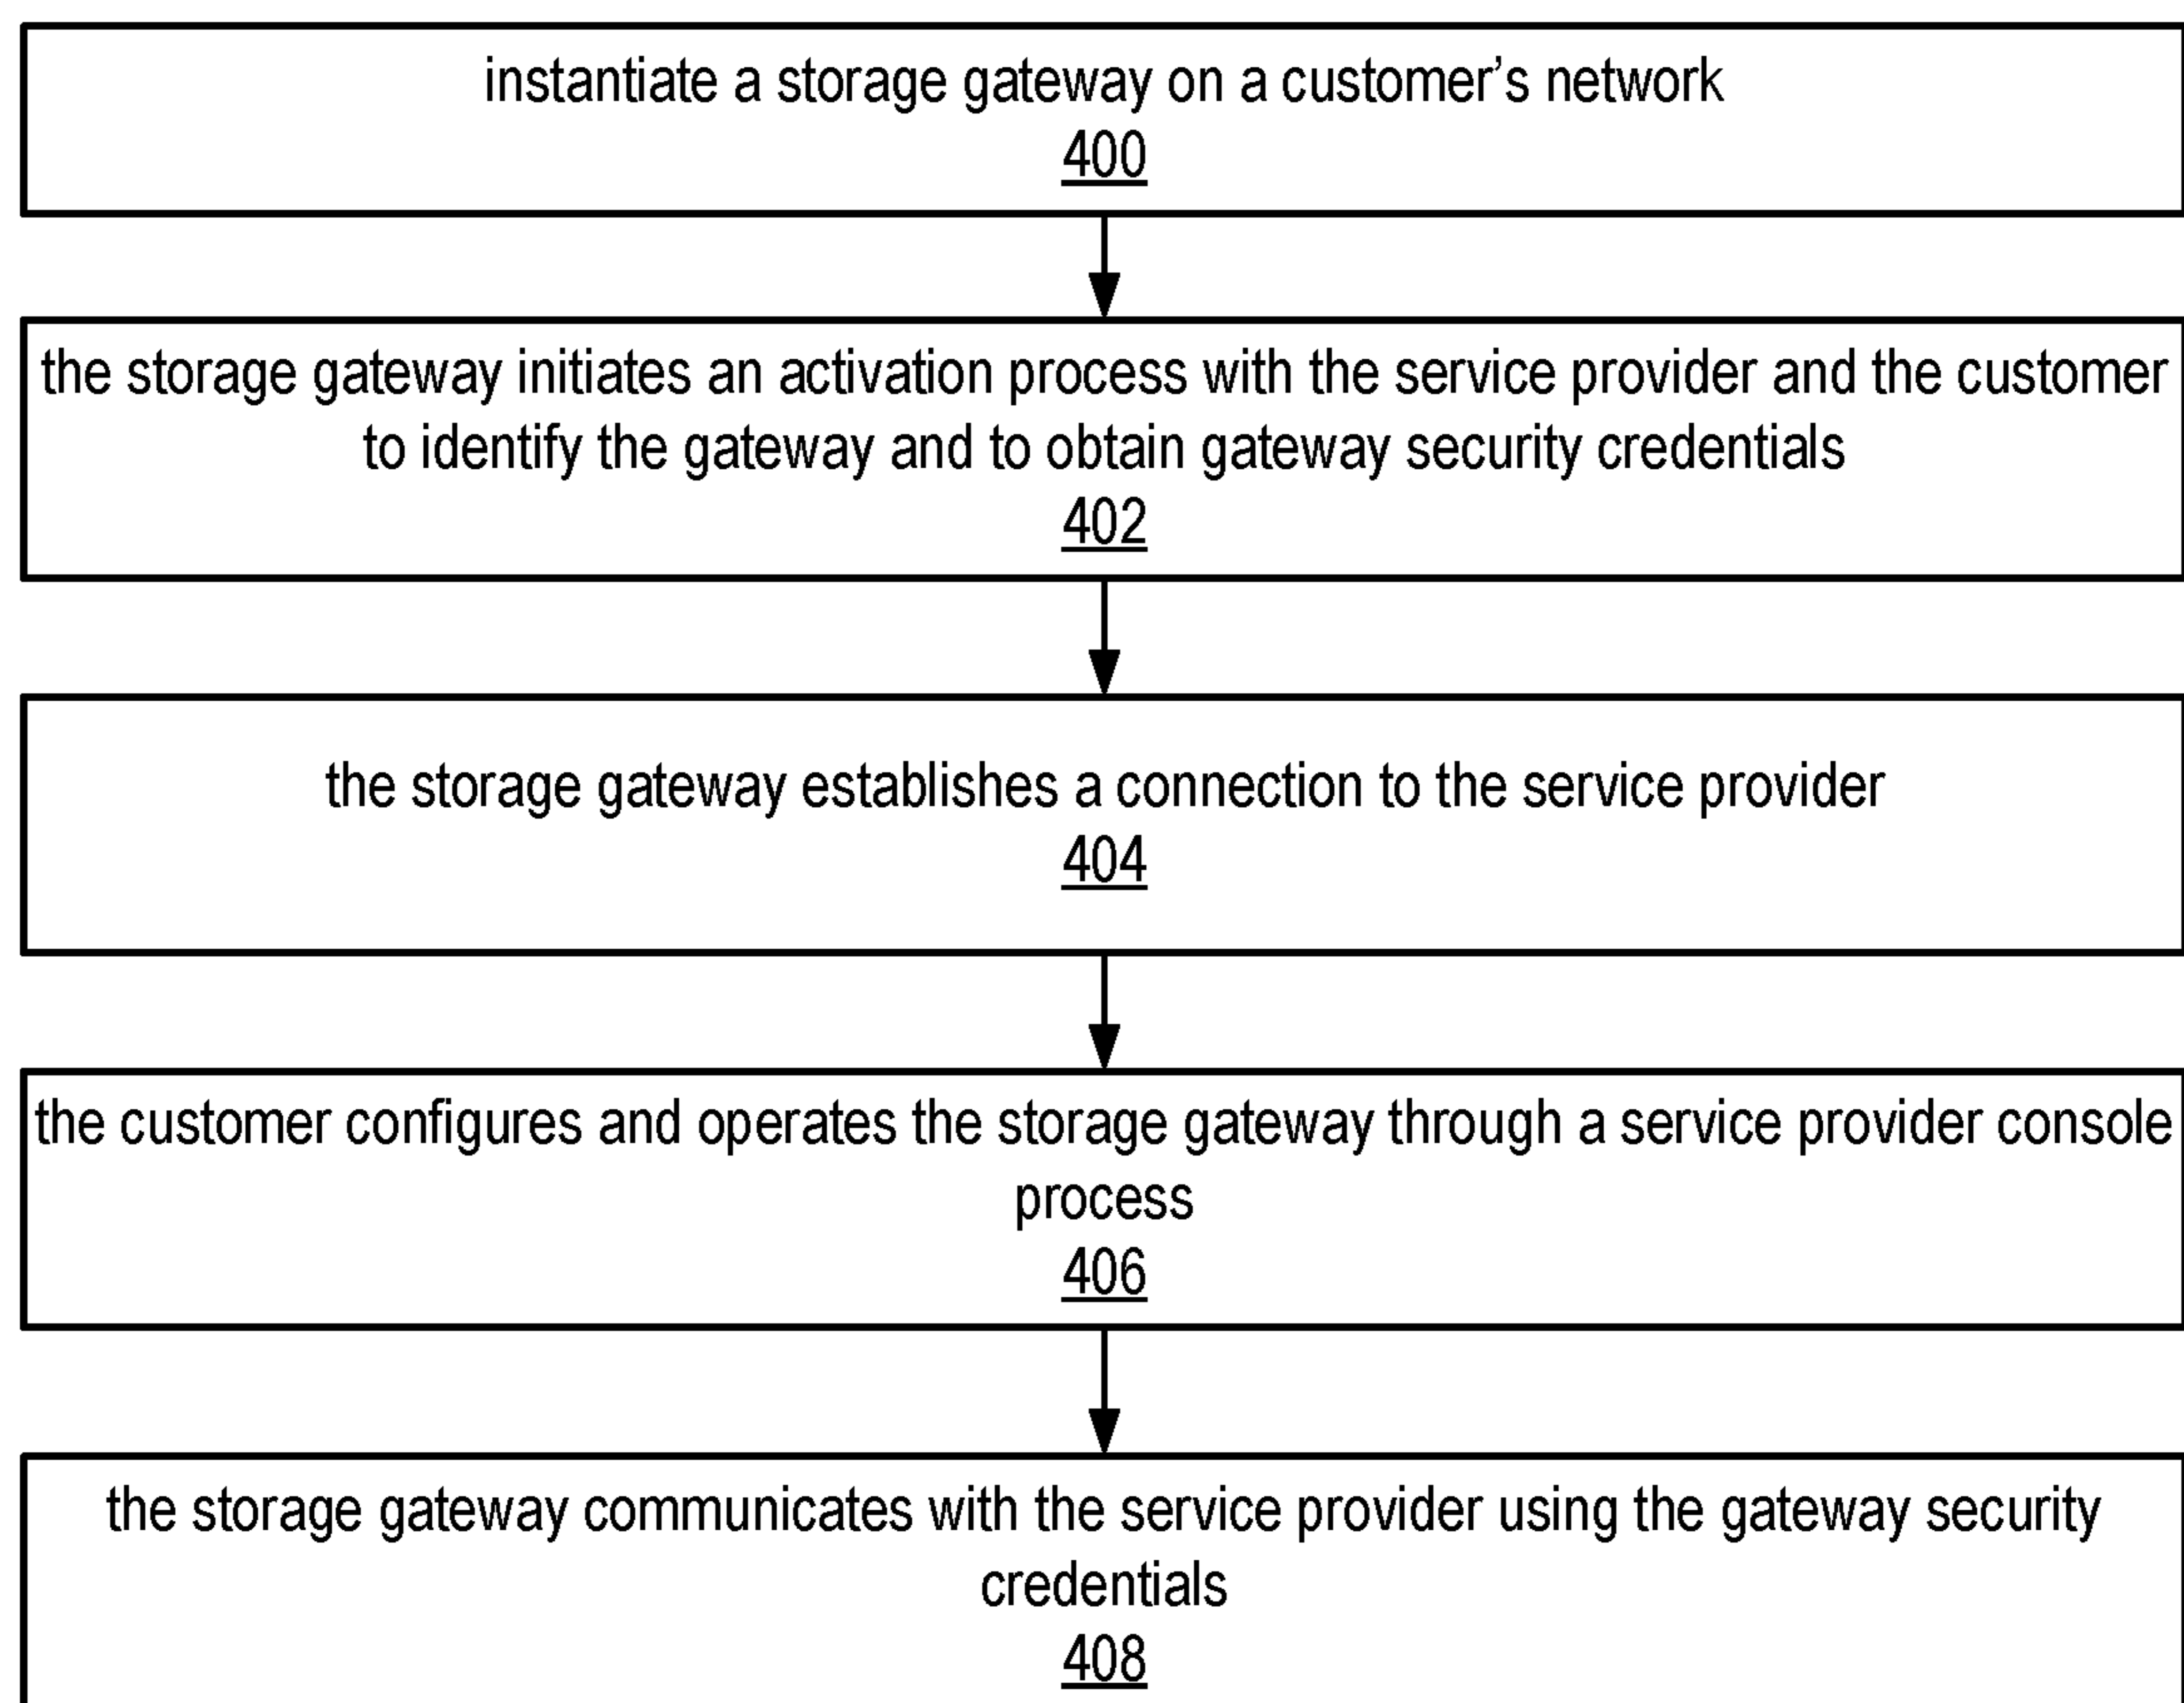 instantiate a storage gateway on a customer’s network
400
the storage gateway initiates an activation process with the service provider and the customer
to identify the gateway and to obtain gateway security credentials
402
the storage gateway establishes a connection to the service provider
404
the customer configures and operates the storage gateway through a service provider console
process
406
the storage gateway communicates with the service provider using the gateway security
credentials
408